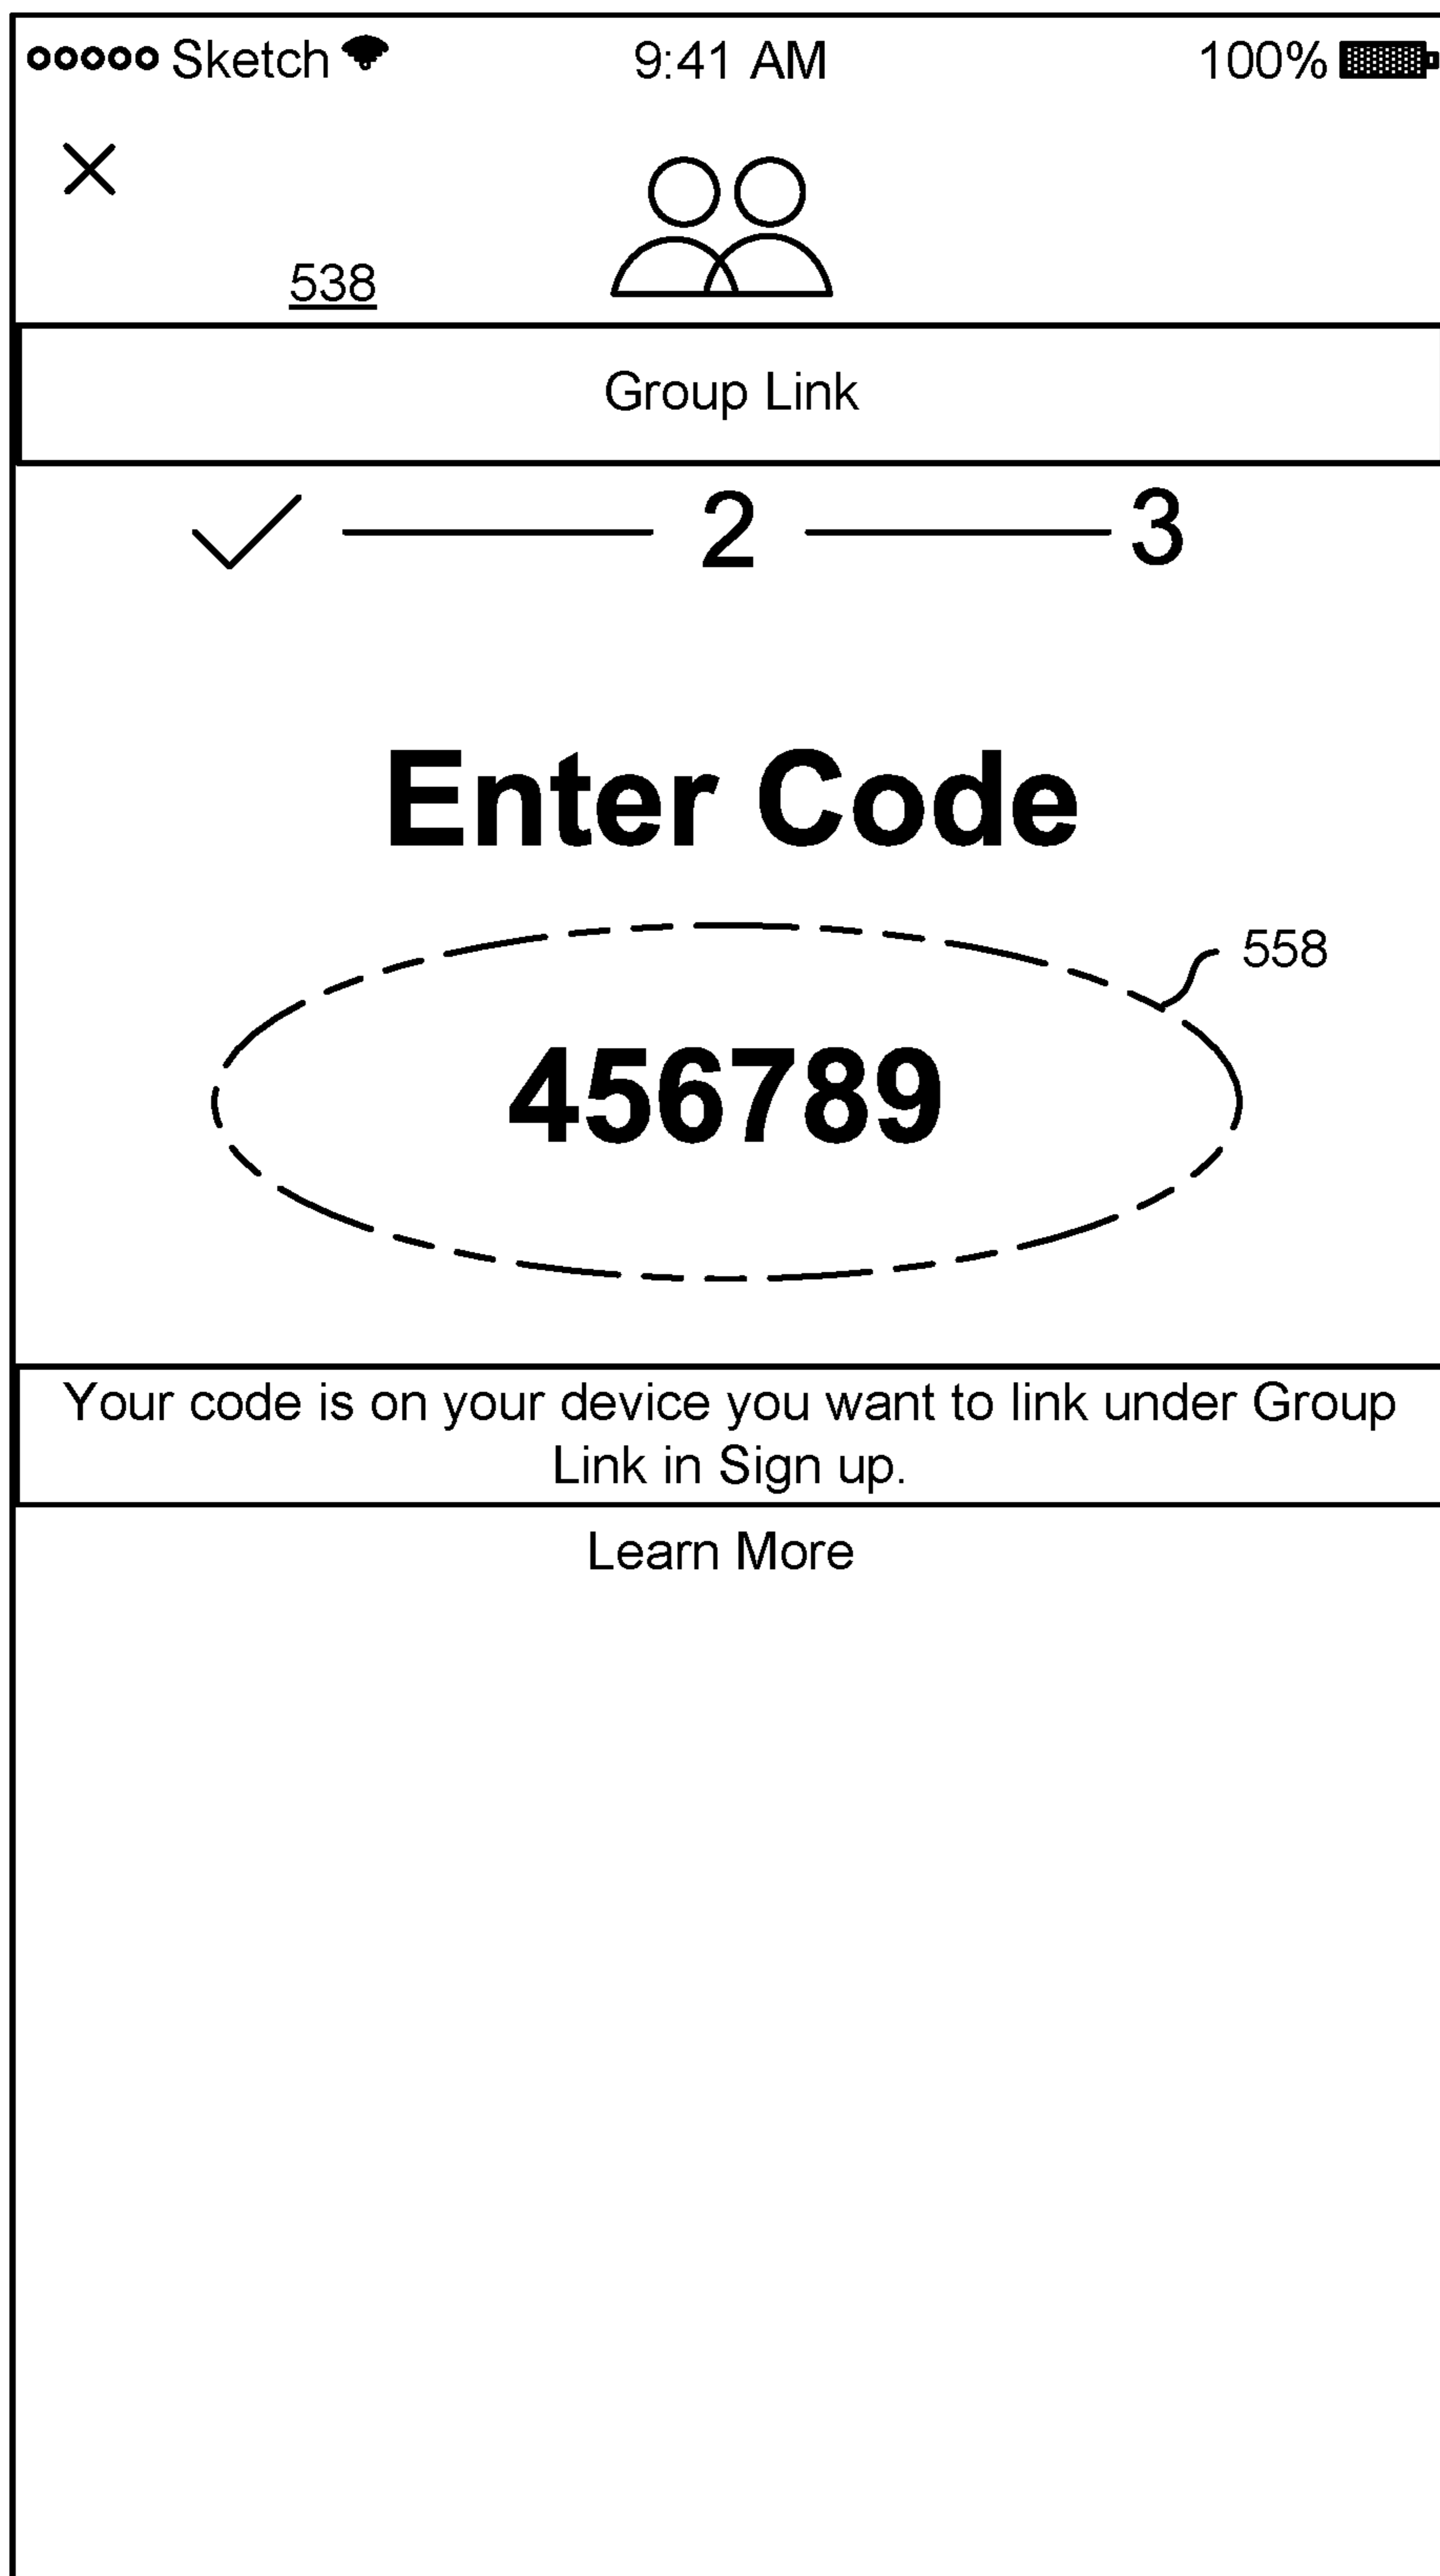 Sketch 9:41 AM 100%
538
Group Link
2 3
Enter Code
558
456789
Your code is on your device you want to link under Group
Link in Sign up.
Learn More